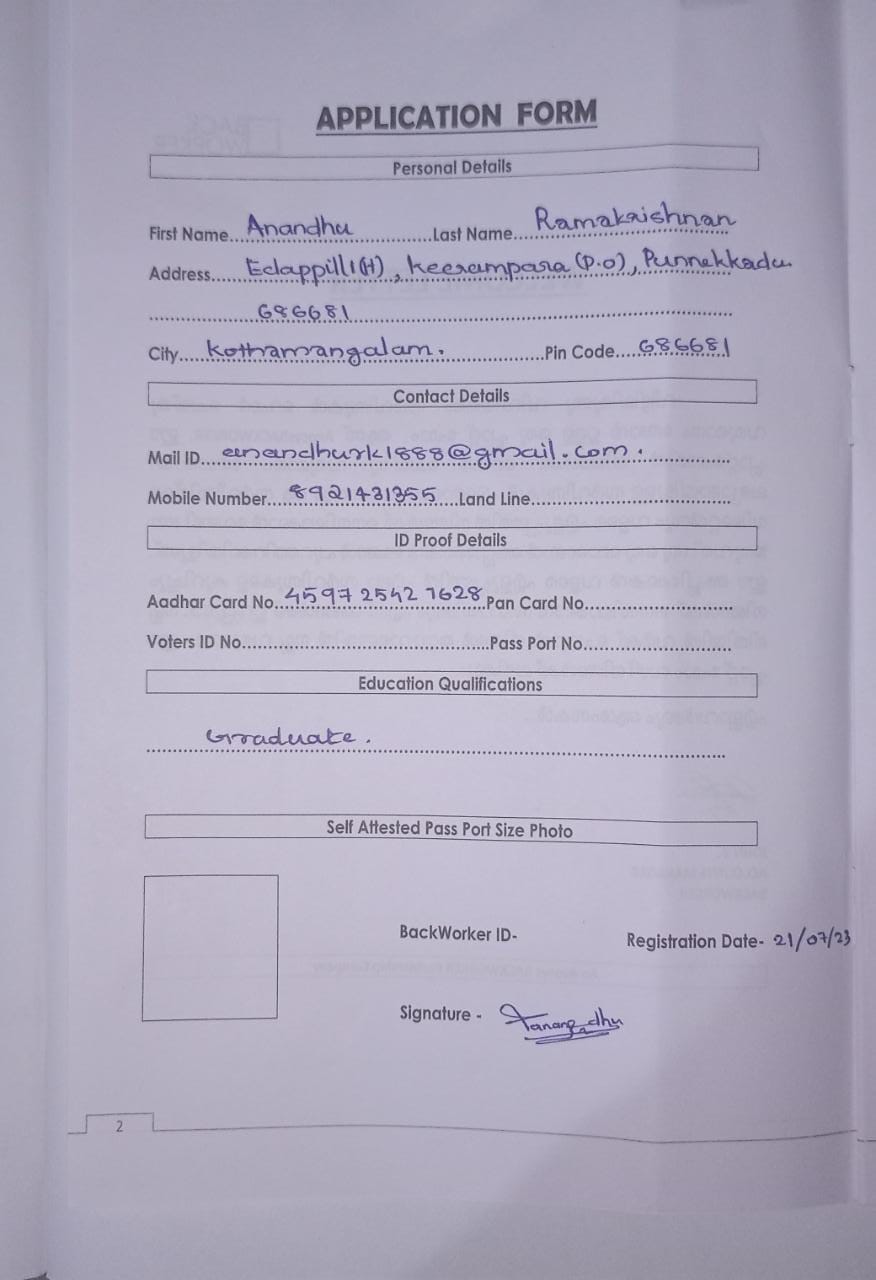 APPLICATION FORM
Personal Details
First Name.. Anandhu ..........Last Name... Ramakrishnan
Address..... Edappilli(H), Keerampara (P.O), Punnekkadu
686681
City..... Kothamangalam. ..........Pin Code.... 686681
Contact Details
Mail ID... anandhurk1888@gmail.com.
Mobile Number.... 8921431355 ...Land Line..........
ID Proof Details
Aadhar Card No... 4597 2542 7628 .Pan Card No..........
Voters ID No..........Pass Port No..........
Education Qualifications
Graduate.
Self Attested Pass Port Size Photo
BackWorker ID- Registration Date- 21/07/23
Signature -
2